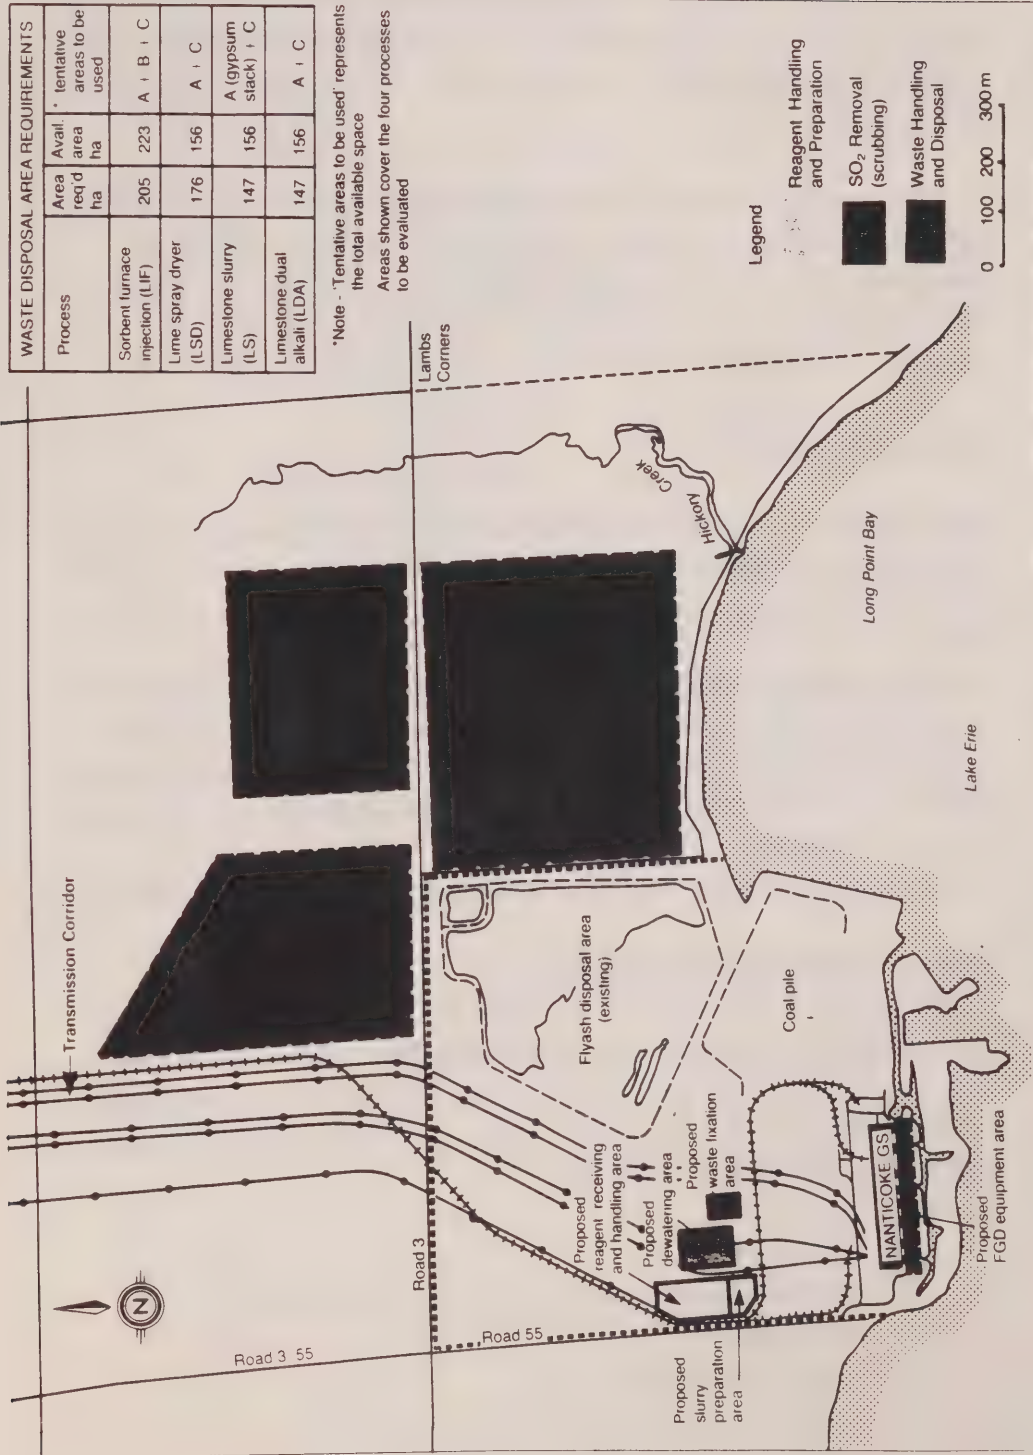 WASTE DISPOSAL AREA REQUIREMENTS
Process
Area
req'd
ha
Avail.
area
ha
* tentative
areas to be
used
Sorbent furnace
injection (LIF)
205
223
A + B + C
Lime spray dryer
(LSD)
176
156
A + C
Limestone slurry
(LS)
147
156
A (gypsum
stack) + C
Limestone dual
alkali (LDA)
147
156
A + C
*Note - 'Tentative areas to be used' represents
the total available space
Areas shown cover the four processes
to be evaluated
Legend
Reagent Handling
and Preparation
SO₂ Removal
(scrubbing)
Waste Handling
and Disposal
0 100 200 300 m
Transmission Corridor
N
Road 3 55
Road 3
Road 55
Lambs
Corners
Hickory
Creek
Flyash disposal area
(existing)
Coal pile
Proposed
reagent receiving
and handling area
Proposed
dewatering area
Proposed
waste fixation
area
Proposed
slurry
preparation
area
NANTICOKE GS
Proposed
FGD equipment area
Long Point Bay
Lake Erie